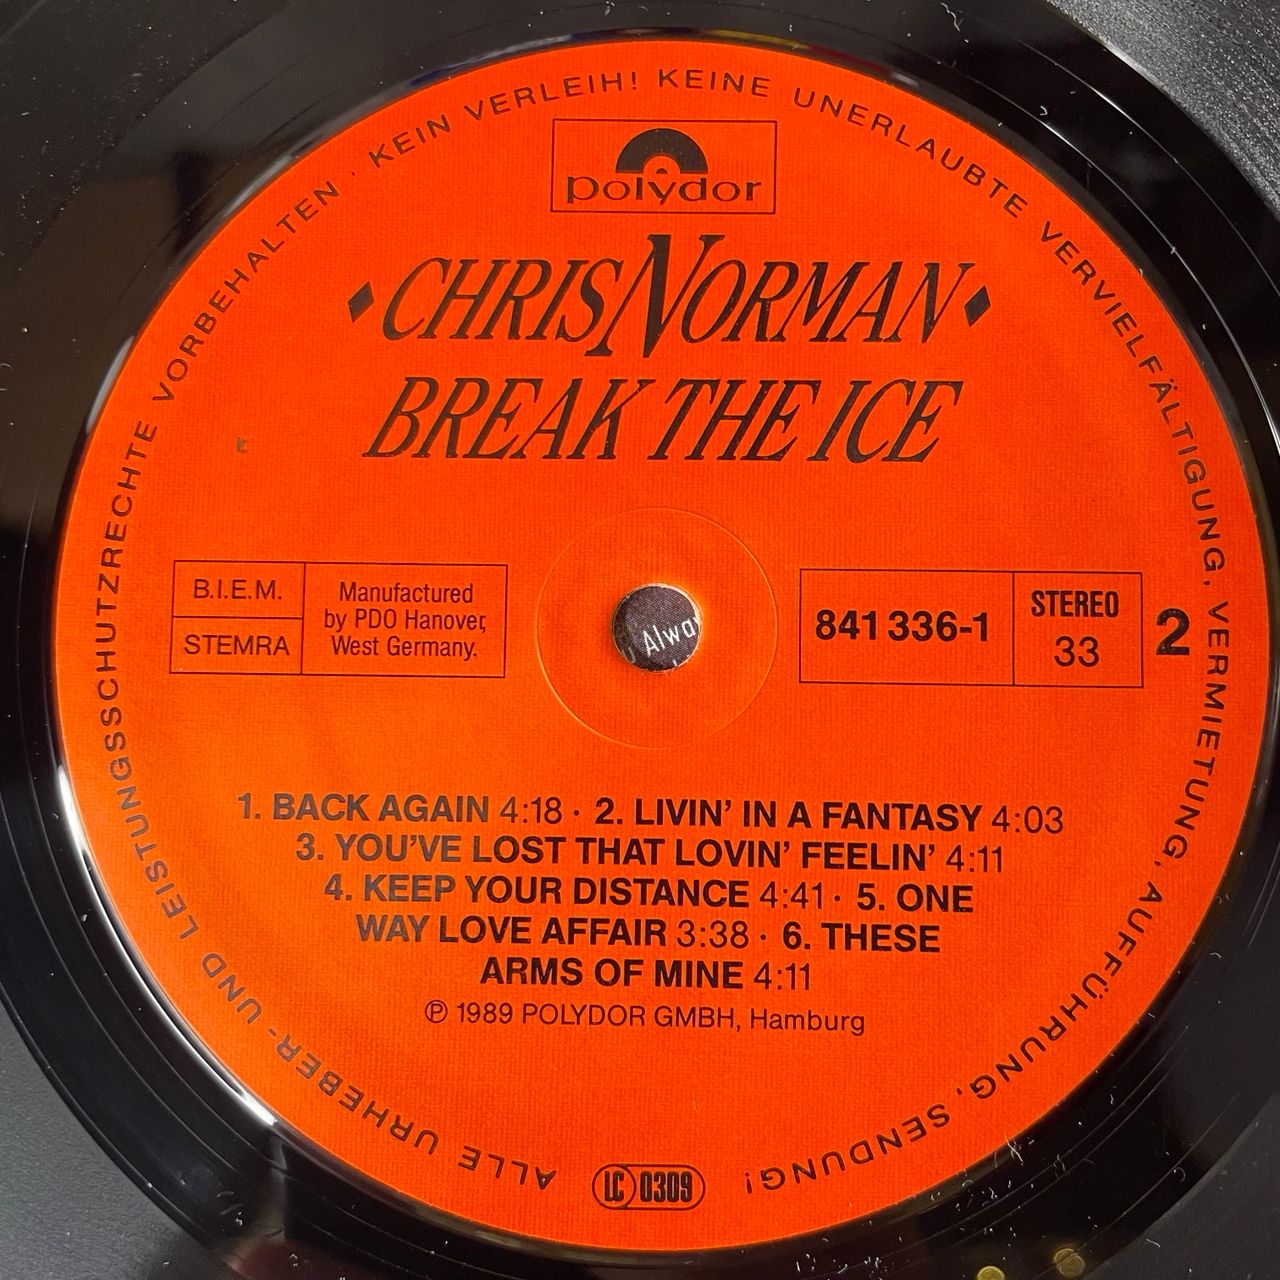 ALLE URHEBER- UND LEISTUNGSSCHUTZRECHTE VORBEHALTEN · KEIN VERLEIH! KEINE UNERLAUBTE VERVIELFÄLTIGUNG, VERMIETUNG, AUFFÜHRUNG, SENDUNG!
polydor
CHRIS NORMAN
BREAK THE ICE
B.I.E.M.
STEMRA
Manufactured
by PDO Hanover,
West Germany.
Alway
841 336-1
STEREO
33
2
1. BACK AGAIN 4:18 · 2. LIVIN' IN A FANTASY 4:03
3. YOU'VE LOST THAT LOVIN' FEELIN' 4:11
4. KEEP YOUR DISTANCE 4:41 · 5. ONE
WAY LOVE AFFAIR 3:38 · 6. THESE
ARMS OF MINE 4:11
℗ 1989 POLYDOR GMBH, Hamburg
LC 0309